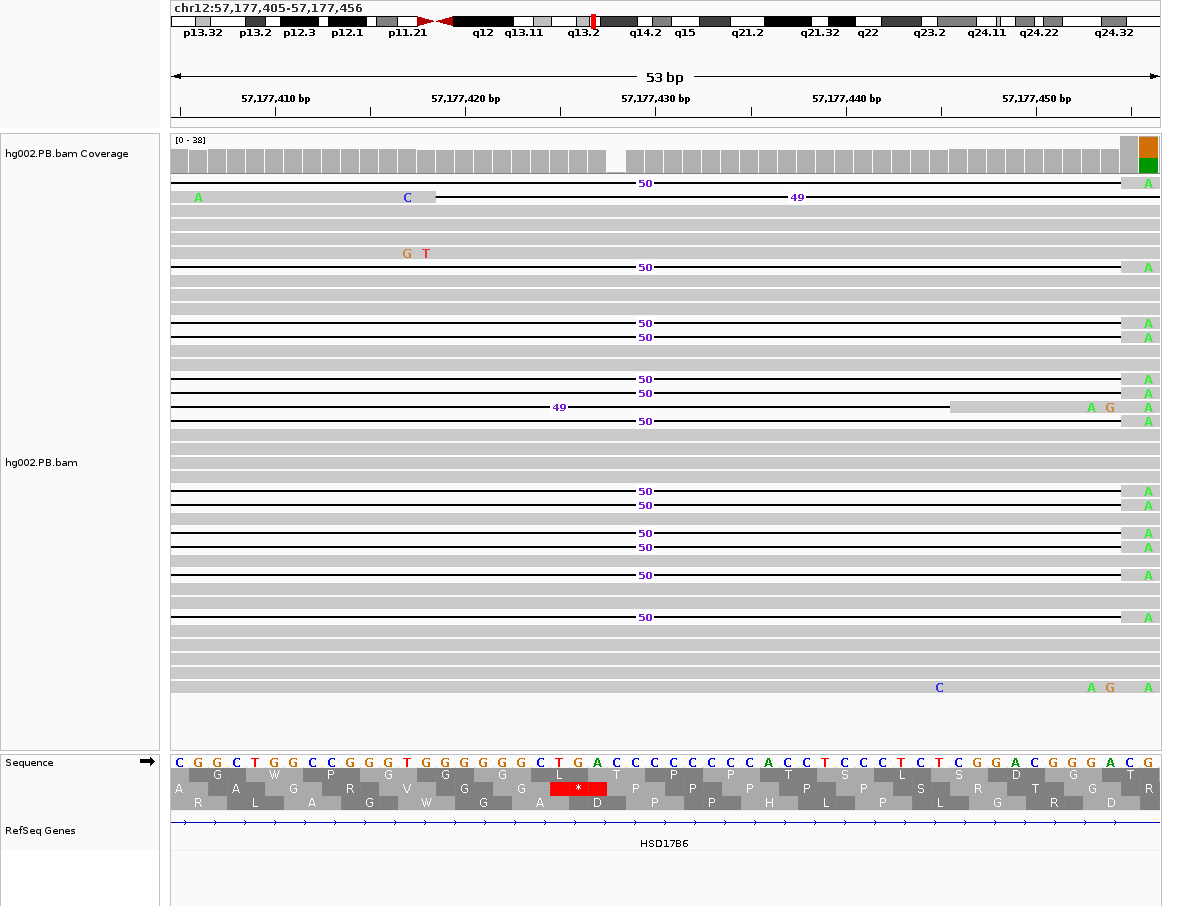 chr12:57,177,405-57,177,456
p13.32 p13.2 p12.3 p12.1 p11.21 q12 q13.11 q13.2 q14.2 q15 q21.2 q21.32 q22 q23.2 q24.11 q24.22 q24.32
53 bp
57,177,410 bp 57,177,420 bp 57,177,430 bp 57,177,440 bp 57,177,450 bp
[0 - 38]
hg002.PB.bam Coverage
50 A
A C 49
G T
50 A
50 A
50 A
50 A
50 A
49 A G A
50 A
hg002.PB.bam
50 A
50 A
50 A
50 A
50 A
50 A
C A G A
Sequence C G G C T G G C C G G G T G G G G G G C T G A C C C C C C C C A C C T C C C T C T C G G A C G G G A C G
G W P G G G L T P P T S L S D G T
A A G R V G G * P P P P P S R T G R
R L A G W G A D P P H L P L G R D
RefSeq Genes
HSD17B6